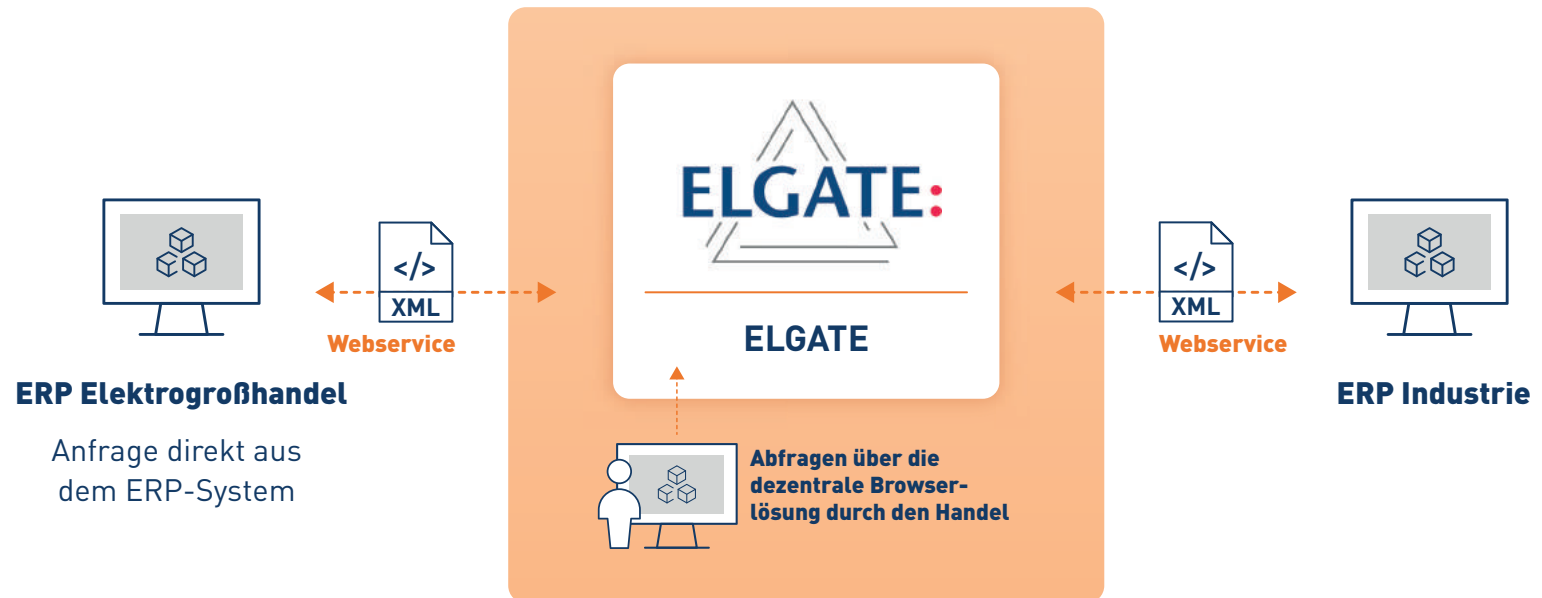 ERP Elektrogroßhandel
Anfrage direkt aus
dem ERP-System
</>
XML
Webservice
ELGATE:
ELGATE
Abfragen über die
dezentrale Browser-
lösung durch den Handel
</>
XML
Webservice
ERP Industrie